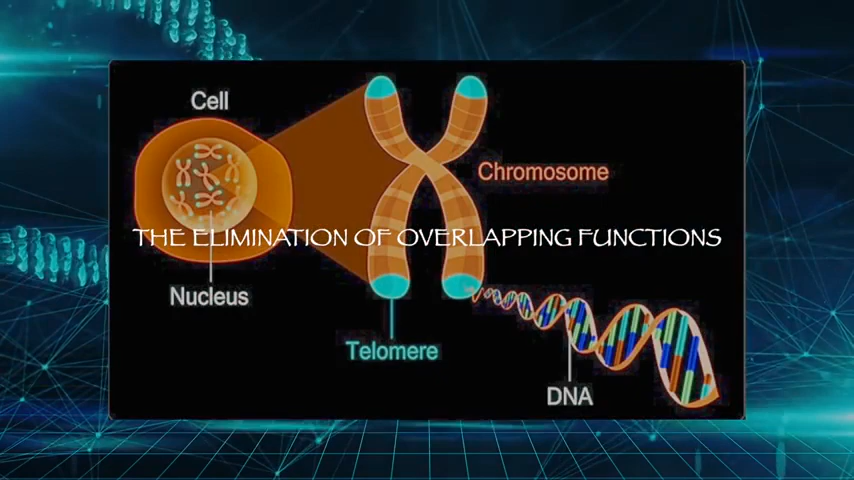 Cell
Chromosome
THE ELIMINATION OF OVERLAPPING FUNCTIONS
Nucleus
Telomere
DNA